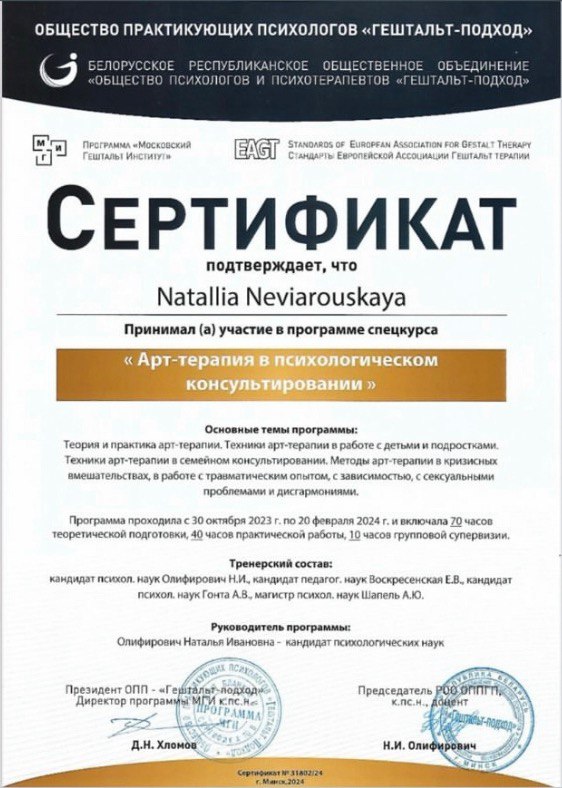 ОБЩЕСТВО ПРАКТИКУЮЩИХ ПСИХОЛОГОВ «ГЕШТАЛЬТ-ПОДХОД»
БЕЛОРУССКОЕ РЕСПУБЛИКАНСКОЕ ОБЩЕСТВЕННОЕ ОБЪЕДИНЕНИЕ
«ОБЩЕСТВО ПСИХОЛОГОВ И ПСИХОТЕРАПЕВТОВ «ГЕШТАЛЬТ-ПОДХОД»
М И Г
ПРОГРАММА «МОСКОВСКИЙ
ГЕШТАЛЬТ ИНСТИТУТ»
EAGT
STANDARDS OF EUROPEAN ASSOCIATION FOR GESTALT THERAPY
СТАНДАРТЫ ЕВРОПЕЙСКОЙ АССОЦИАЦИИ ГЕШТАЛЬТ ТЕРАПИИ
СЕРТИФИКАТ
подтверждает, что
Natallia Neviarouskaya
Принимал (а) участие в программе спецкурса
« Арт-терапия в психологическом
консультировании »
Основные темы программы:
Теория и практика арт-терапии. Техники арт-терапии в работе с детьми и подростками.
Техники арт-терапии в семейном консультировании. Методы арт-терапии в кризисных
вмешательствах, в работе с травматическим опытом, с зависимостью, с сексуальными
проблемами и дисгармониями.
Программа проходила с 30 октября 2023 г. по 20 февраля 2024 г. и включала 70 часов
теоретической подготовки, 40 часов практической работы, 10 часов групповой супервизии.
Тренерский состав:
кандидат психол. наук Олифирович Н.И., кандидат педагог. наук Воскресенская Е.В., кандидат
психол. наук Гонта А.В., магистр психол. наук Шапель А.Ю.
Руководитель программы:
Олифирович Наталья Ивановна - кандидат психологических наук
Президент ОПП - «Гештальт-подход»
Директор программы МГИ к.пс.н.
Д.Н. Хломов
ПРОГРАММА
МГИ
Председатель РОО ОППГП,
к.пс.н., доцент
Н.И. Олифирович
Гештальт-подход»
МИНСК
Сертификат № 31802/24
г. Минск, 2024